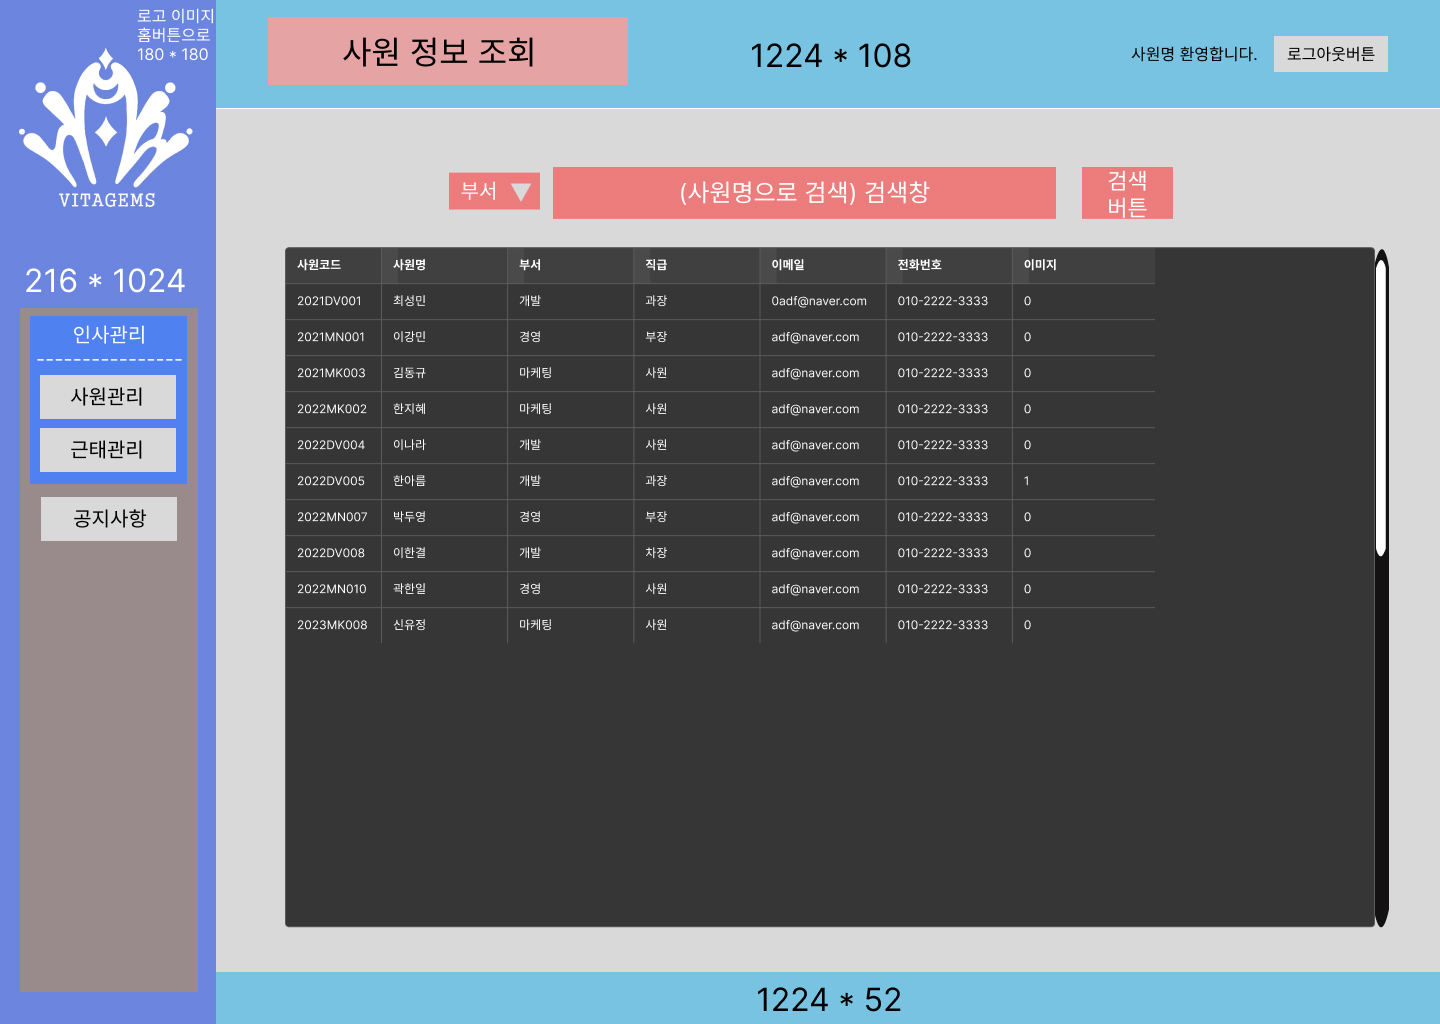 로고 이미지
홈버튼으로
180 * 180
VITAGEMS
216 * 1024
인사관리
----------------
사원관리
근태관리
공지사항
사원 정보 조회
1224 * 108
사원명 환영합니다.
로그아웃버튼
부서 ▼
(사원명으로 검색) 검색창
검색
버튼
사원코드 사원명 부서 직급 이메일 전화번호 이미지
2021DV001 최성민 개발 과장 0adf@naver.com 010-2222-3333 0
2021MN001 이강민 경영 부장 adf@naver.com 010-2222-3333 0
2021MK003 김동규 마케팅 사원 adf@naver.com 010-2222-3333 0
2022MK002 한지혜 마케팅 사원 adf@naver.com 010-2222-3333 0
2022DV004 이나라 개발 사원 adf@naver.com 010-2222-3333 0
2022DV005 한아름 개발 과장 adf@naver.com 010-2222-3333 1
2022MN007 박두영 경영 부장 adf@naver.com 010-2222-3333 0
2022DV008 이한결 개발 차장 adf@naver.com 010-2222-3333 0
2022MN010 곽한일 경영 사원 adf@naver.com 010-2222-3333 0
2023MK008 신유정 마케팅 사원 adf@naver.com 010-2222-3333 0
1224 * 52